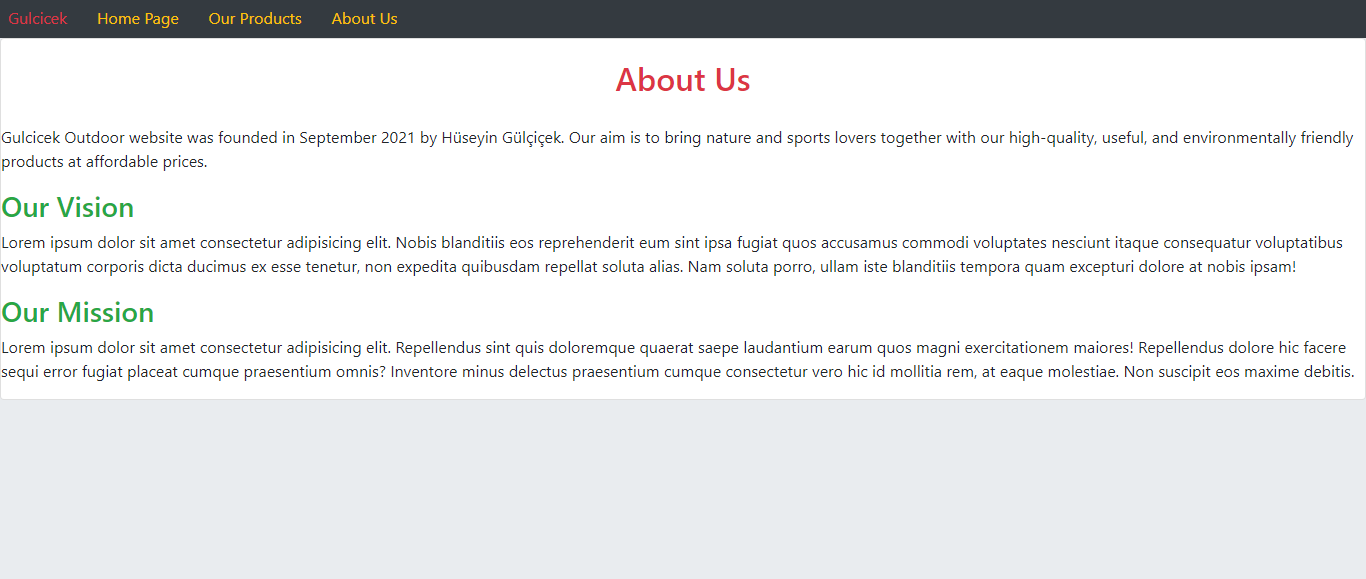 Gulcicek Home Page Our Products About Us
About Us
Gulcicek Outdoor website was founded in September 2021 by Hüseyin Gülçiçek. Our aim is to bring nature and sports lovers together with our high-quality, useful, and environmentally friendly
products at affordable prices.
Our Vision
Lorem ipsum dolor sit amet consectetur adipisicing elit. Nobis blanditiis eos reprehenderit eum sint ipsa fugiat quos accusamus commodi voluptates nesciunt itaque consequatur voluptatibus
voluptatum corporis dicta ducimus ex esse tenetur, non expedita quibusdam repellat soluta alias. Nam soluta porro, ullam iste blanditiis tempora quam excepturi dolore at nobis ipsam!
Our Mission
Lorem ipsum dolor sit amet consectetur adipisicing elit. Repellendus sint quis doloremque quaerat saepe laudantium earum quos magni exercitationem maiores! Repellendus dolore hic facere
sequi error fugiat placeat cumque praesentium omnis? Inventore minus delectus praesentium cumque consectetur vero hic id mollitia rem, at eaque molestiae. Non suscipit eos maxime debitis.